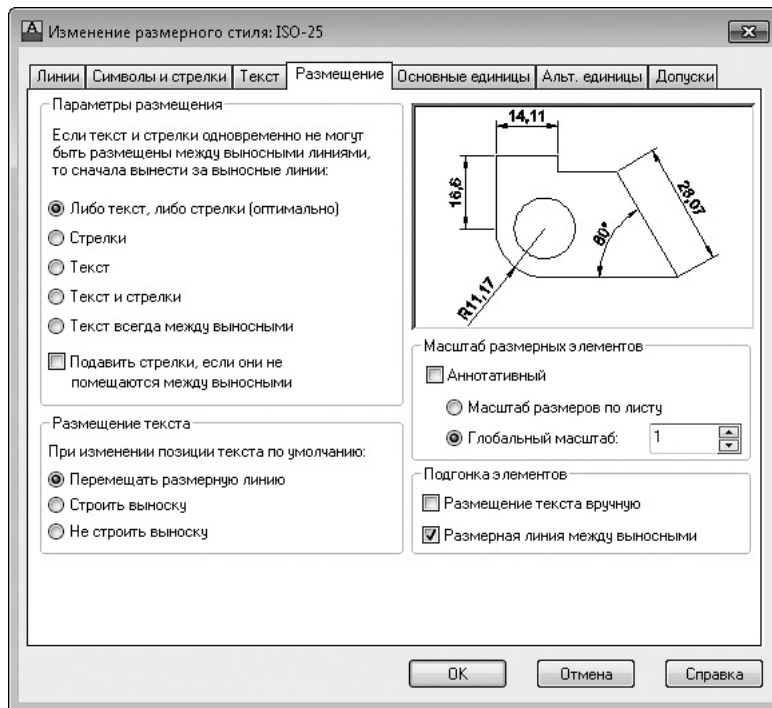 Изменение размерного стиля: ISO-25
Линии Символы и стрелки Текст Размещение Основные единицы Альт. единицы Допуски
Параметры размещения
Если текст и стрелки одновременно не могут
быть размещены между выносными линиями,
то сначала вынести за выносные линии:
Либо текст, либо стрелки (оптимально)
Стрелки
Текст
Текст и стрелки
Текст всегда между выносными
Подавить стрелки, если они не
помещаются между выносными
Размещение текста
При изменении позиции текста по умолчанию:
Перемещать размерную линию
Строить выноску
Не строить выноску
14,11
16,6
28,07
60°
R11,17
Масштаб размерных элементов
Аннотативный
Масштаб размеров по листу
Глобальный масштаб: 1
Подгонка элементов
Размещение текста вручную
Размерная линия между выносными
OK Отмена Справка